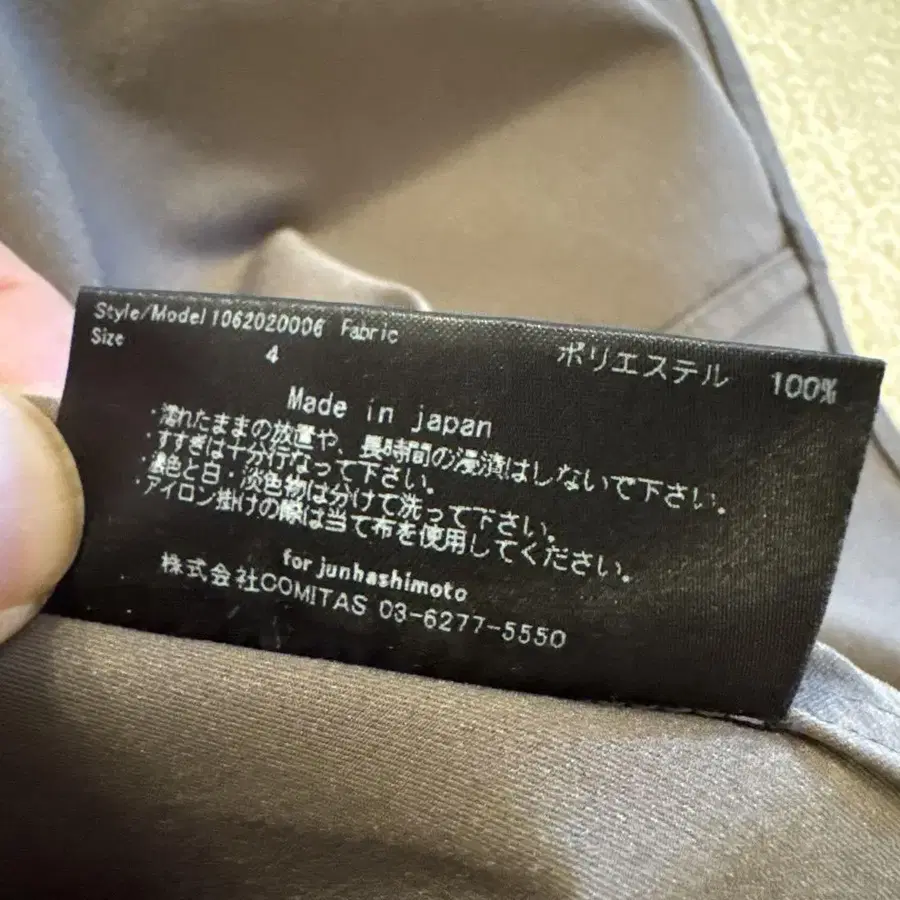 Style/Model 1062020006 Fabric
Size 4 ポリエステル 100%
Made in japan
・濡れたままの放置や、長時間の浸漬はしないで下さい。
・すすぎは十分行なって下さい。
・濃色と白・淡色物は分けて洗って下さい。
・アイロン掛けの際は当て布を使用してください。
for junhashimoto
株式会社COMITAS 03-6277-5550